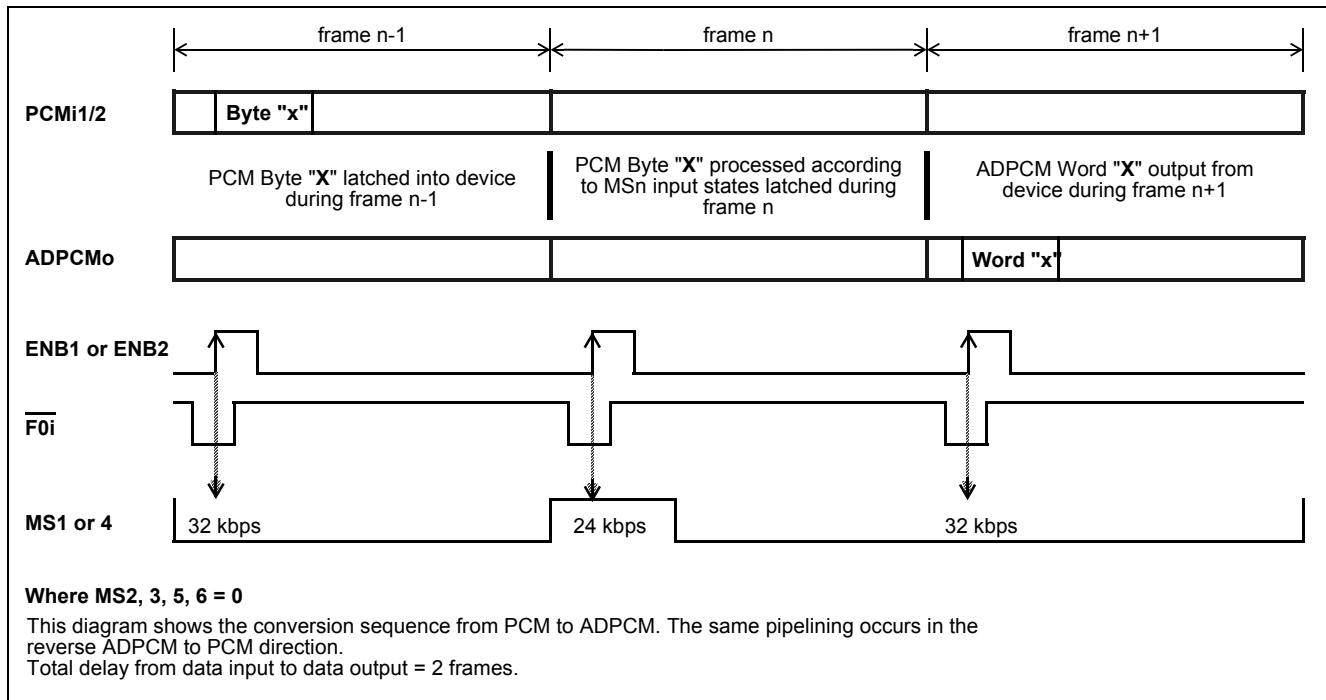 frame n-1 frame n frame n+1
PCMi1/2 Byte "x"
PCM Byte "X" latched into device
during frame n-1
PCM Byte "X" processed according
to MSn input states latched during
frame n
ADPCM Word "X" output from
device during frame n+1
ADPCMo Word "x"
ENB1 or ENB2
F0i
MS1 or 4 32 kbps 24 kbps 32 kbps
Where MS2, 3, 5, 6 = 0
This diagram shows the conversion sequence from PCM to ADPCM. The same pipelining occurs in the
reverse ADPCM to PCM direction.
Total delay from data input to data output = 2 frames.